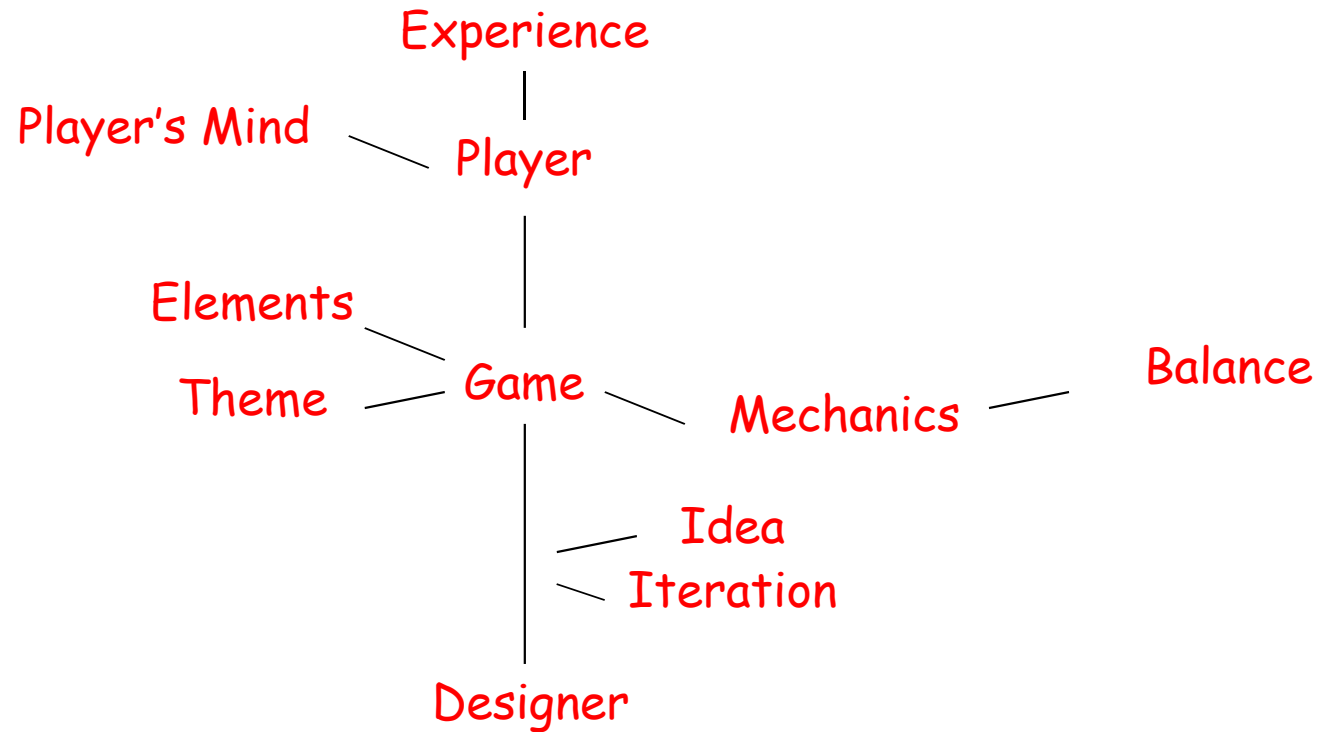 Experience
Player’s Mind
Player
Elements
Game
Theme
Balance
Mechanics
Idea
Iteration
Designer